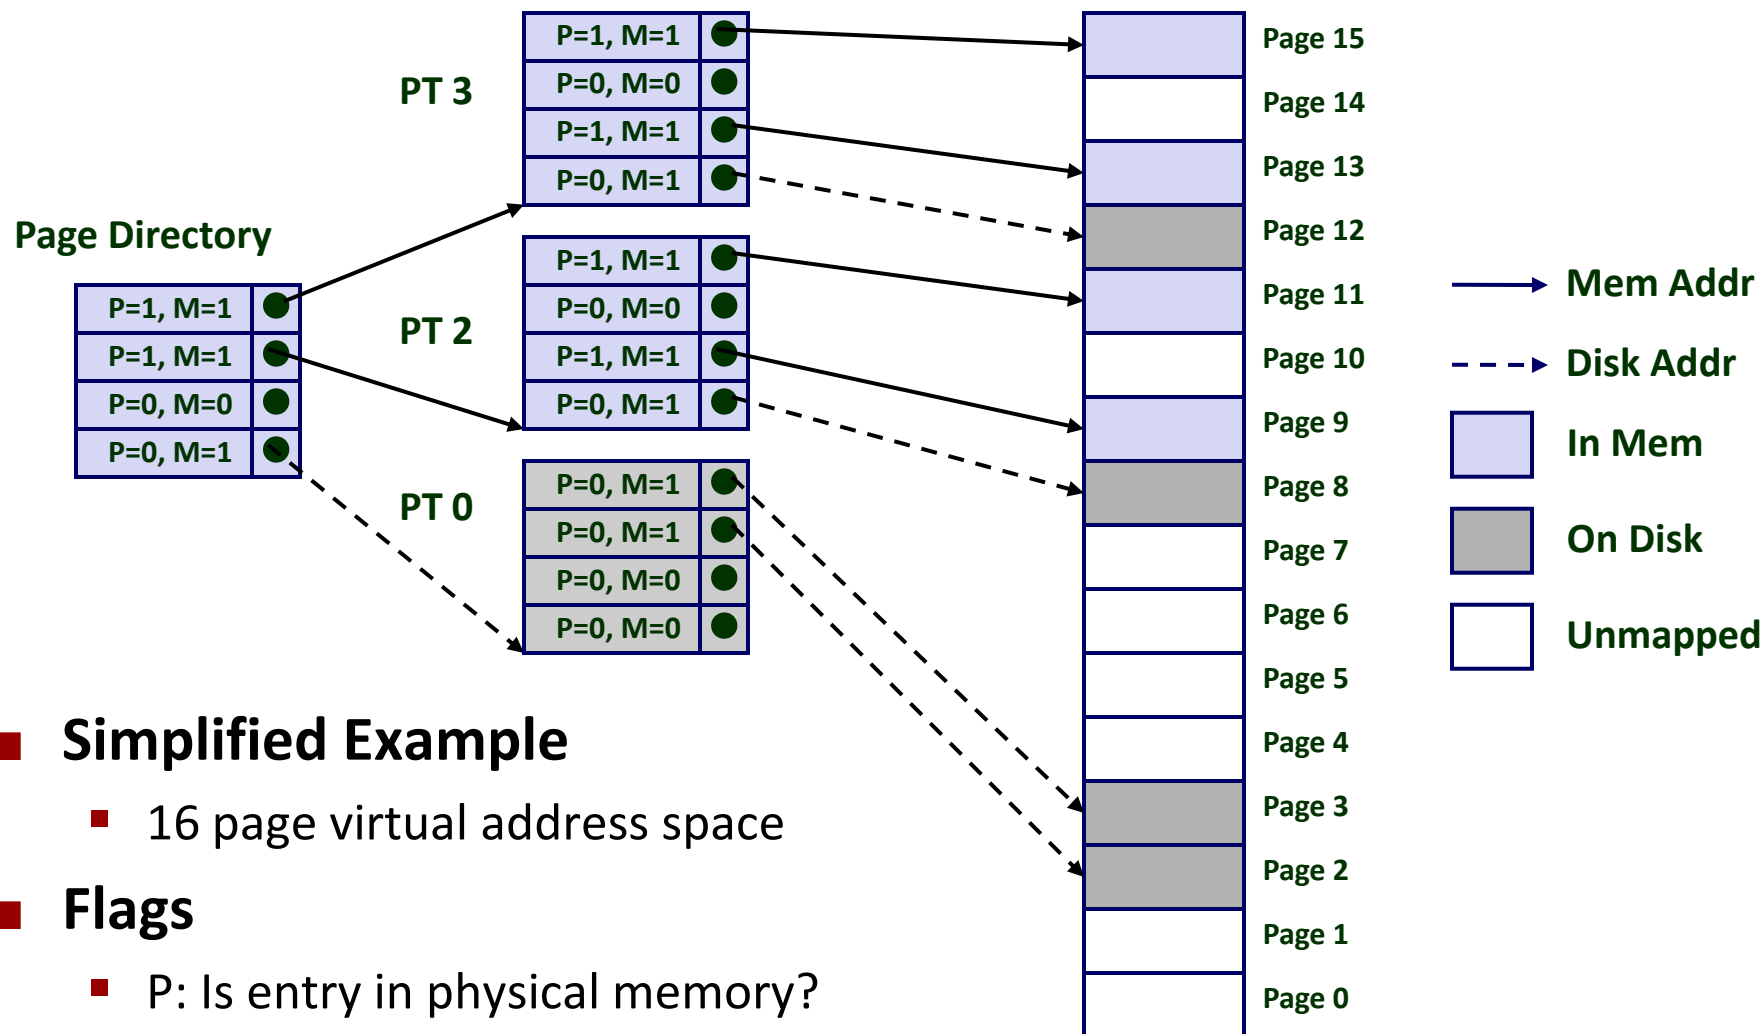 PT 3
P=1, M=1
P=0, M=0
P=1, M=1
P=0, M=1
Page Directory
P=1, M=1
P=1, M=1
P=0, M=0
P=0, M=1
PT 2
P=1, M=1
P=0, M=0
P=1, M=1
P=0, M=1
PT 0
P=0, M=1
P=0, M=1
P=0, M=0
P=0, M=0
Page 15
Page 14
Page 13
Page 12
Page 11
Page 10
Page 9
Page 8
Page 7
Page 6
Page 5
Page 4
Page 3
Page 2
Page 1
Page 0
Mem Addr
Disk Addr
In Mem
On Disk
Unmapped
Simplified Example
16 page virtual address space
Flags
P: Is entry in physical memory?